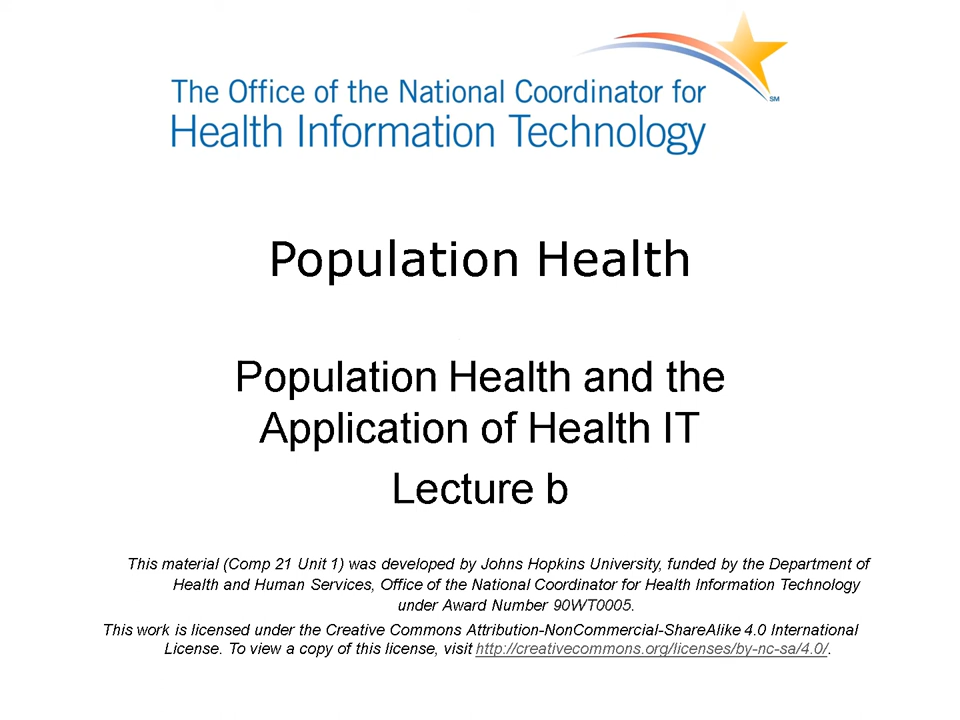 The Office of the National Coordinator for
Health Information Technology
SM
Population Health
Population Health and the
Application of Health IT
Lecture b
This material (Comp 21 Unit 1) was developed by Johns Hopkins University, funded by the Department of
Health and Human Services, Office of the National Coordinator for Health Information Technology
under Award Number 90WT0005.
This work is licensed under the Creative Commons Attribution-NonCommercial-ShareAlike 4.0 International
License. To view a copy of this license, visit http://creativecommons.org/licenses/by-nc-sa/4.0/.